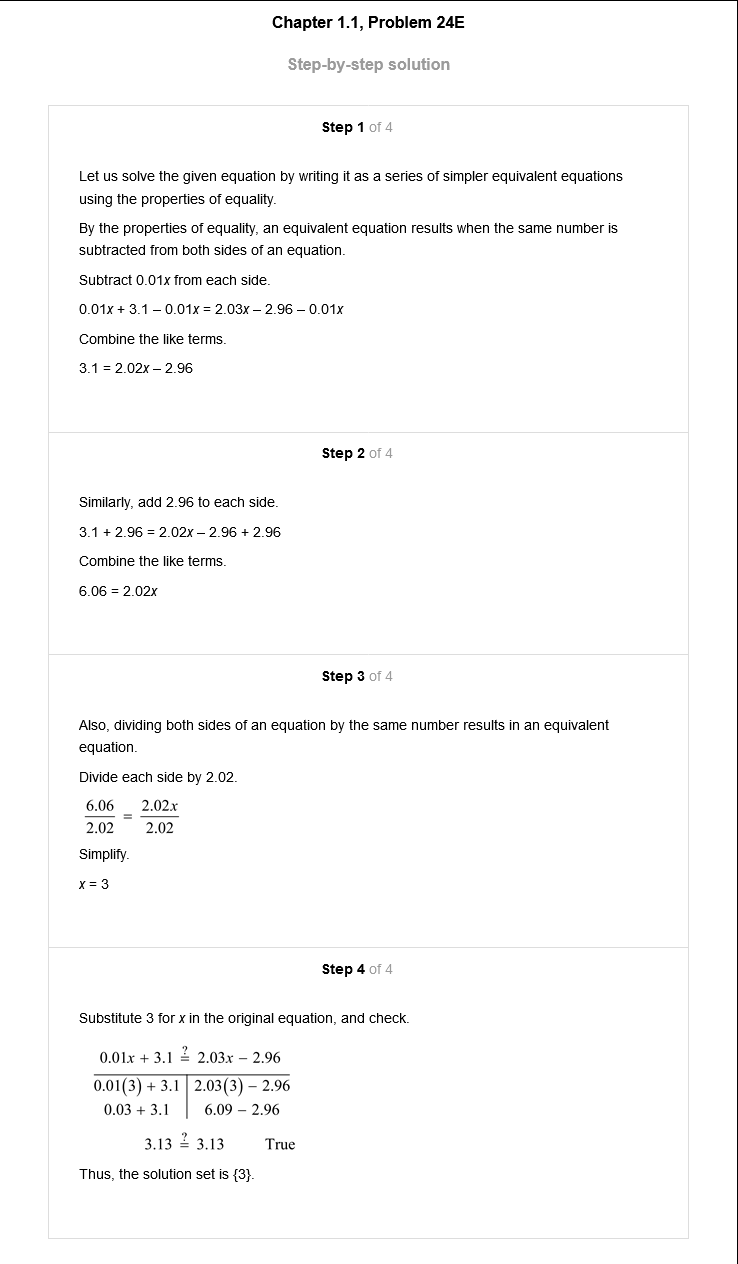 Chapter 1.1, Problem 24E
Step-by-step solution
Step 1 of 4
Let us solve the given equation by writing it as a series of simpler equivalent equations
using the properties of equality.
By the properties of equality, an equivalent equation results when the same number is
subtracted from both sides of an equation.
Subtract 0.01x from each side.
0.01x + 3.1 – 0.01x = 2.03x – 2.96 – 0.01x
Combine the like terms.
3.1 = 2.02x – 2.96
Step 2 of 4
Similarly, add 2.96 to each side.
3.1 + 2.96 = 2.02x – 2.96 + 2.96
Combine the like terms.
6.06 = 2.02x
Step 3 of 4
Also, dividing both sides of an equation by the same number results in an equivalent
equation.
Divide each side by 2.02.
6.06/2.02 = 2.02x/2.02
Simplify.
x = 3
Step 4 of 4
Substitute 3 for x in the original equation, and check.
0.01x + 3.1 ≟ 2.03x − 2.96
0.01(3) + 3.1 | 2.03(3) − 2.96
0.03 + 3.1 | 6.09 − 2.96
3.13 ≟ 3.13 True
Thus, the solution set is {3}.